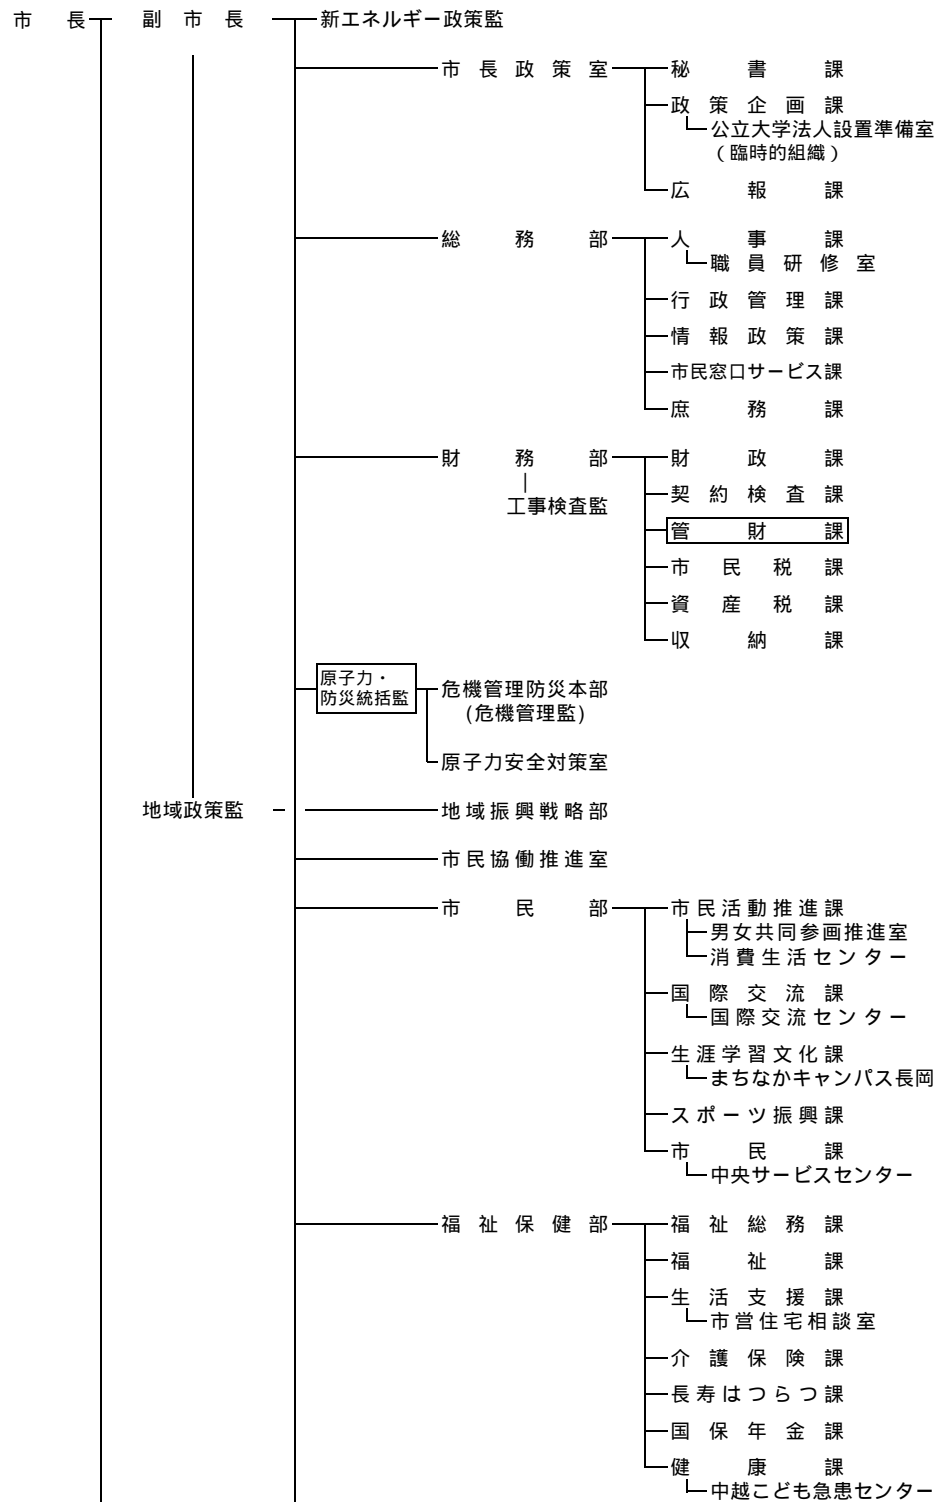 市長 副市長 新エネルギー政策監
市長政策室 秘書課
政策企画課
公立大学法人設置準備室
（臨時的組織）
広報課
総務部 人事課
職員研修室
行政管理課
情報政策課
市民窓口サービス課
庶務課
財務部 財政課
契約検査課
工事検査監
管財課
市民税課
資産税課
収納課
原子力・
防災統括監
危機管理防災本部
(危機管理監)
原子力安全対策室
地域政策監 地域振興戦略部
市民協働推進室
市民部 市民活動推進課
男女共同参画推進室
消費生活センター
国際交流課
国際交流センター
生涯学習文化課
まちなかキャンパス長岡
スポーツ振興課
市民課
中央サービスセンター
福祉保健部 福祉総務課
福祉課
生活支援課
市営住宅相談室
介護保険課
長寿はつらつ課
国保年金課
健康課
中越こども急患センター